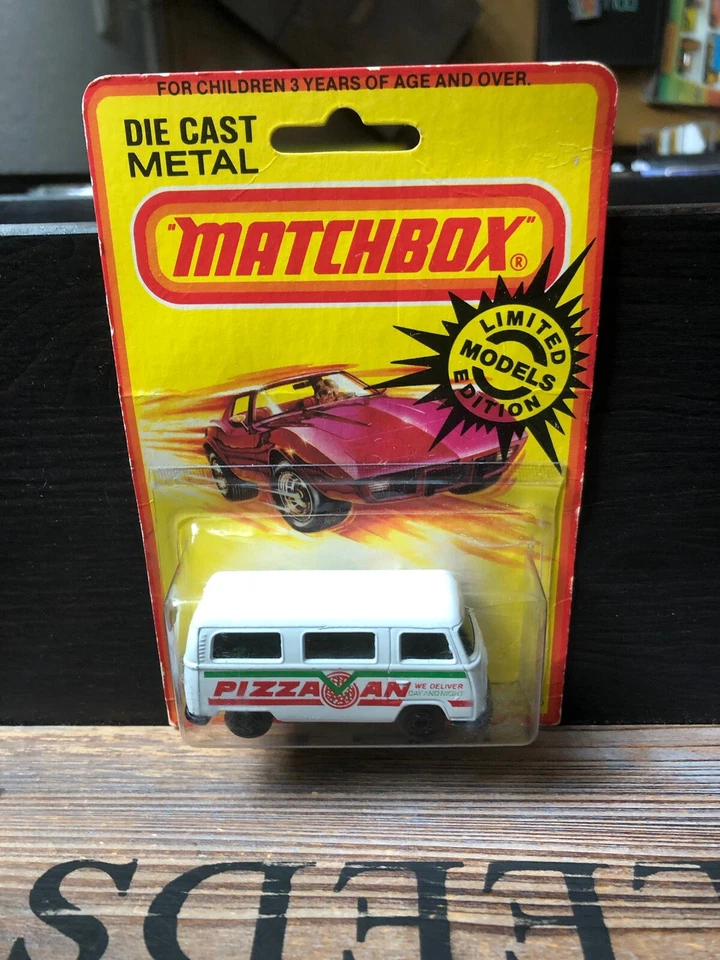 FOR CHILDREN 3 YEARS OF AGE AND OVER.
DIE CAST
METAL
"MATCHBOX"®
LIMITED
MODELS
EDITION
PIZZA VAN
WE DELIVER
DAY AND NIGHT
SEEDS